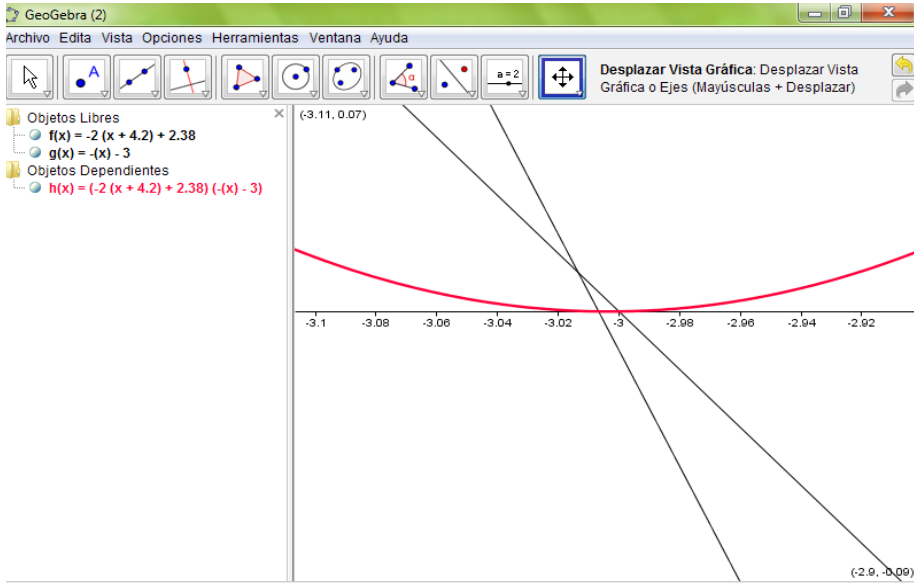 GeoGebra (2)
Archivo Edita Vista Opciones Herramientas Ventana Ayuda
A
α
a=2
Desplazar Vista Gráfica: Desplazar Vista
Gráfica o Ejes (Mayúsculas + Desplazar)
Objetos Libres
f(x) = -2 (x + 4.2) + 2.38
g(x) = -(x) - 3
Objetos Dependientes
h(x) = (-2 (x + 4.2) + 2.38) (-(x) - 3)
(-3.11, 0.07)
-3.1 -3.08 -3.06 -3.04 -3.02 -3 -2.98 -2.96 -2.94 -2.92
(-2.9, -0.09)